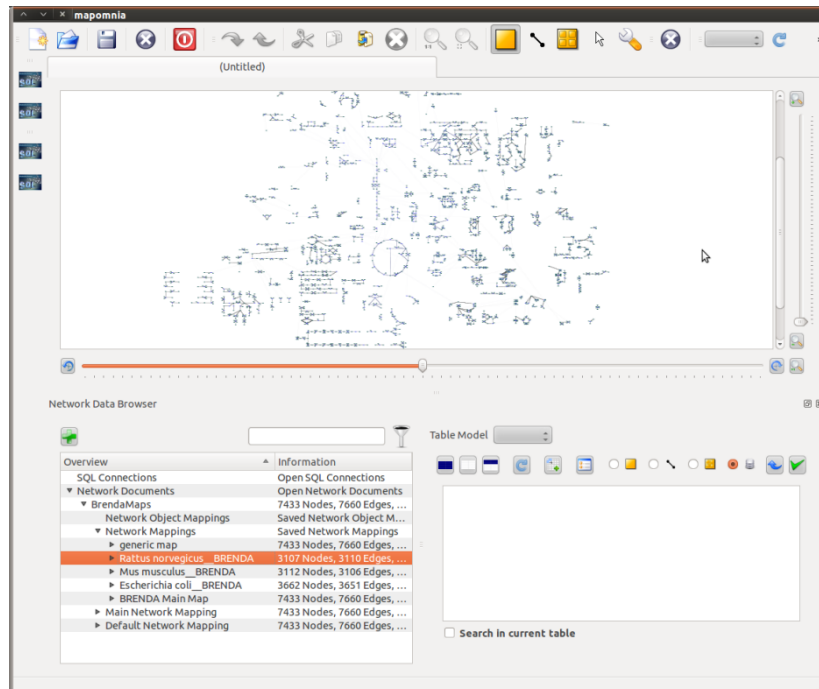 mapomnia
(Untitled)
Network Data Browser
Table Model
Overview Information
SQL Connections Open SQL Connections
Network Documents Open Network Documents
BrendaMaps 7433 Nodes, 7660 Edges, ...
Network Object Mappings Saved Network Object M...
Network Mappings Saved Network Mappings
generic map 7433 Nodes, 7660 Edges, ...
Rattus norvegicus__BRENDA 3107 Nodes, 3110 Edges, ...
Mus musculus__BRENDA 3112 Nodes, 3106 Edges, ...
Escherichia coli__BRENDA 3662 Nodes, 3651 Edges, ...
BRENDA Main Map 7433 Nodes, 7660 Edges, ...
Main Network Mapping 7433 Nodes, 7660 Edges, ...
Default Network Mapping 7433 Nodes, 7660 Edges, ...
Search in current table